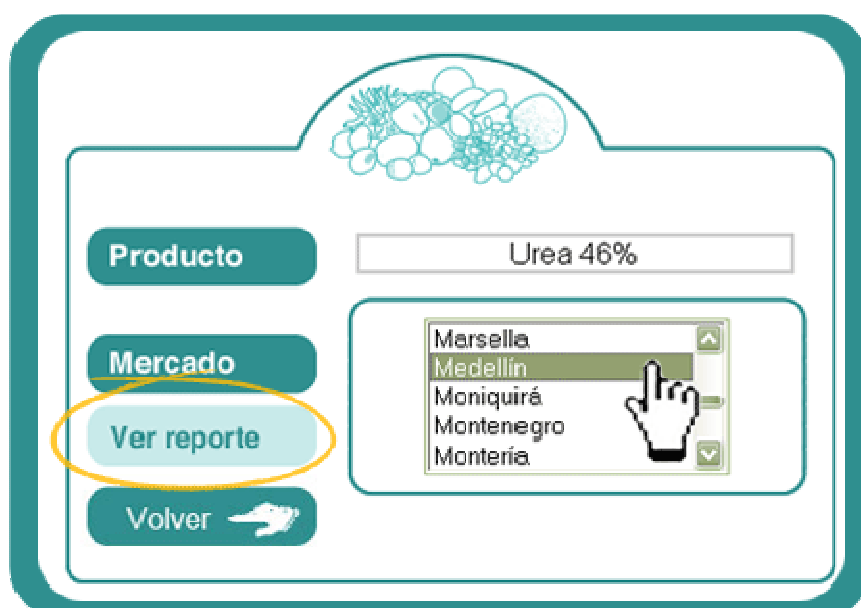 Producto
Urea 46%
Mercado
Marsella
Medellín
Moniquirá
Montenegro
Montería
Ver reporte
Volver